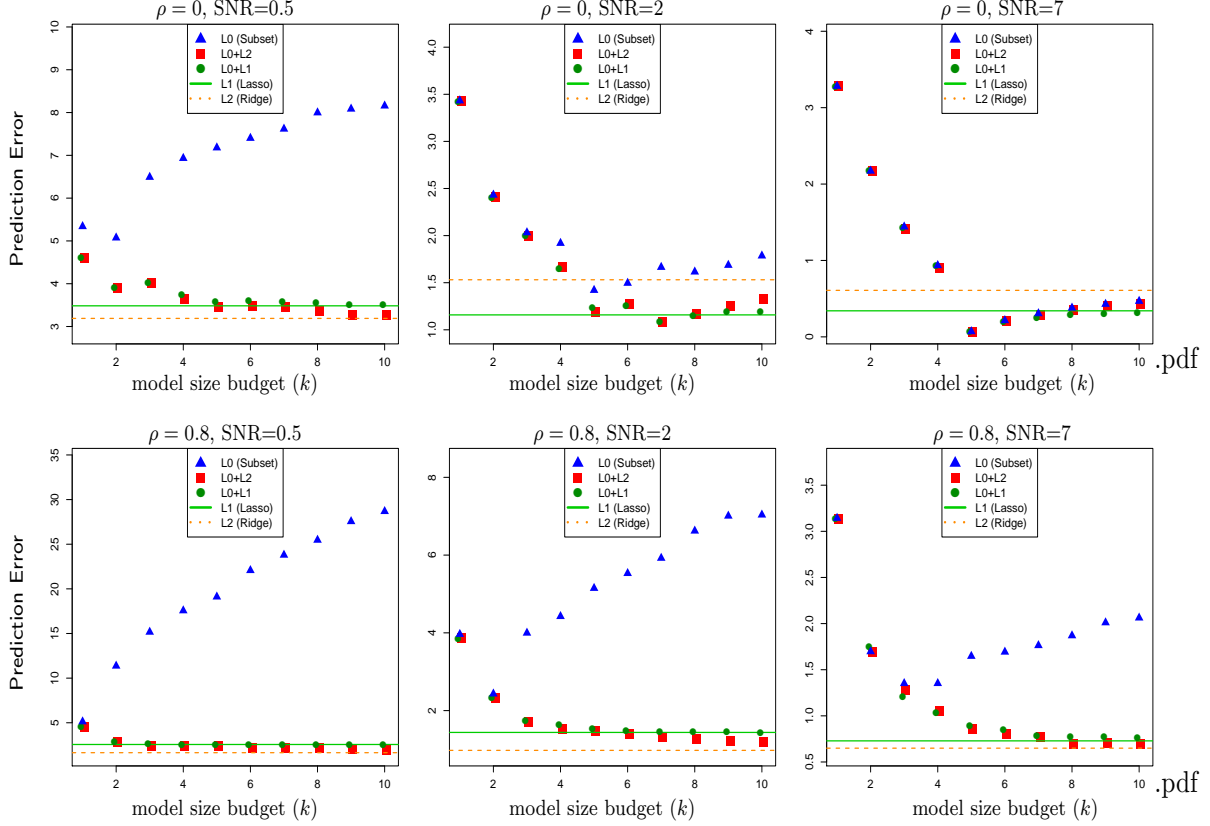 ρ = 0, SNR=0.5
ρ = 0, SNR=2
ρ = 0, SNR=7
Prediction Error
10
9
8
7
6
5
4
3
L0 (Subset)
L0+L2
L0+L1
L1 (Lasso)
L2 (Ridge)
2 4 6 8 10
model size budget (k)
4.0
3.5
3.0
2.5
2.0
1.5
1.0
L0 (Subset)
L0+L2
L0+L1
L1 (Lasso)
L2 (Ridge)
2 4 6 8 10
model size budget (k)
4
3
2
1
0
L0 (Subset)
L0+L2
L0+L1
L1 (Lasso)
L2 (Ridge)
2 4 6 8 10
model size budget (k)
.pdf
ρ = 0.8, SNR=0.5
ρ = 0.8, SNR=2
ρ = 0.8, SNR=7
Prediction Error
35
30
25
20
15
10
5
L0 (Subset)
L0+L2
L0+L1
L1 (Lasso)
L2 (Ridge)
2 4 6 8 10
model size budget (k)
8
6
4
2
L0 (Subset)
L0+L2
L0+L1
L1 (Lasso)
L2 (Ridge)
2 4 6 8 10
model size budget (k)
3.5
3.0
2.5
2.0
1.5
1.0
0.5
L0 (Subset)
L0+L2
L0+L1
L1 (Lasso)
L2 (Ridge)
2 4 6 8 10
model size budget (k)
.pdf